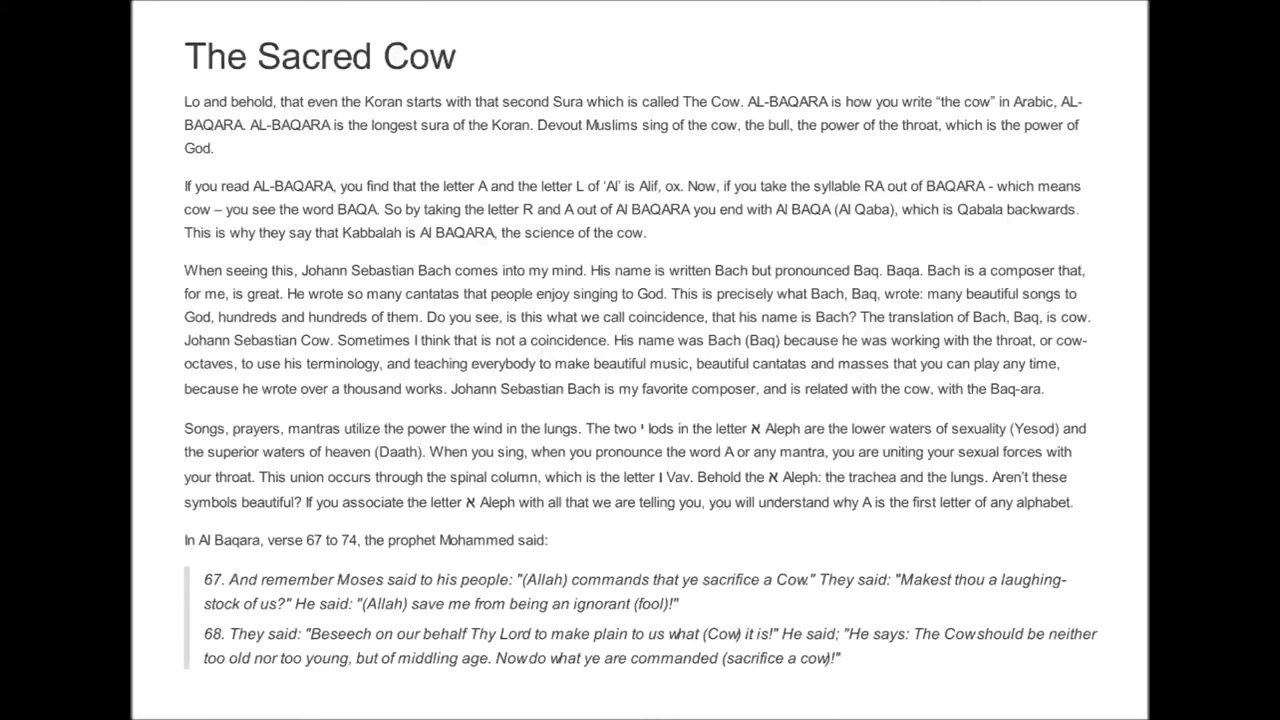 The Sacred Cow
Lo and behold, that even the Koran starts with that second Sura which is called The Cow. AL-BAQARA is how you write “the cow” in Arabic, AL-
BAQARA. AL-BAQARA is the longest sura of the Koran. Devout Muslims sing of the cow, the bull, the power of the throat, which is the power of
God.
If you read AL-BAQARA, you find that the letter A and the letter L of ‘Al’ is Alif, ox. Now, if you take the syllable RA out of BAQARA - which means
cow – you see the word BAQA. So by taking the letter R and A out of Al BAQARA you end with Al BAQA (Al Qaba), which is Qabala backwards.
This is why they say that Kabbalah is Al BAQARA, the science of the cow.
When seeing this, Johann Sebastian Bach comes into my mind. His name is written Bach but pronounced Baq. Baqa. Bach is a composer that,
for me, is great. He wrote so many cantatas that people enjoy singing to God. This is precisely what Bach, Baq, wrote: many beautiful songs to
God, hundreds and hundreds of them. Do you see, is this what we call coincidence, that his name is Bach? The translation of Bach, Baq, is cow.
Johann Sebastian Cow. Sometimes I think that is not a coincidence. His name was Bach (Baq) because he was working with the throat, or cow-
octaves, to use his terminology, and teaching everybody to make beautiful music, beautiful cantatas and masses that you can play any time,
because he wrote over a thousand works. Johann Sebastian Bach is my favorite composer, and is related with the cow, with the Baq-ara.
Songs, prayers, mantras utilize the power the wind in the lungs. The two י Iods in the letter א Aleph are the lower waters of sexuality (Yesod) and
the superior waters of heaven (Daath). When you sing, when you pronounce the word A or any mantra, you are uniting your sexual forces with
your throat. This union occurs through the spinal column, which is the letter ו Vav. Behold the א Aleph: the trachea and the lungs. Aren’t these
symbols beautiful? If you associate the letter א Aleph with all that we are telling you, you will understand why A is the first letter of any alphabet.
In Al Baqara, verse 67 to 74, the prophet Mohammed said:
67. And remember Moses said to his people: "(Allah) commands that ye sacrifice a Cow." They said: "Makest thou a laughing-
stock of us?" He said: "(Allah) save me from being an ignorant (fool)!"
68. They said: "Beseech on our behalf Thy Lord to make plain to us what (Cow) it is!" He said; "He says: The Cow should be neither
too old nor too young, but of middling age. Now do what ye are commanded (sacrifice a cow)!"